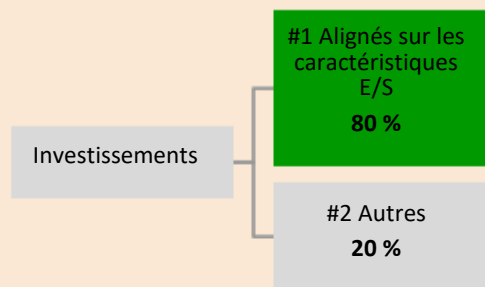 #1 Alignés sur les
caractéristiques
E/S
80 %
Investissements
#2 Autres
20 %